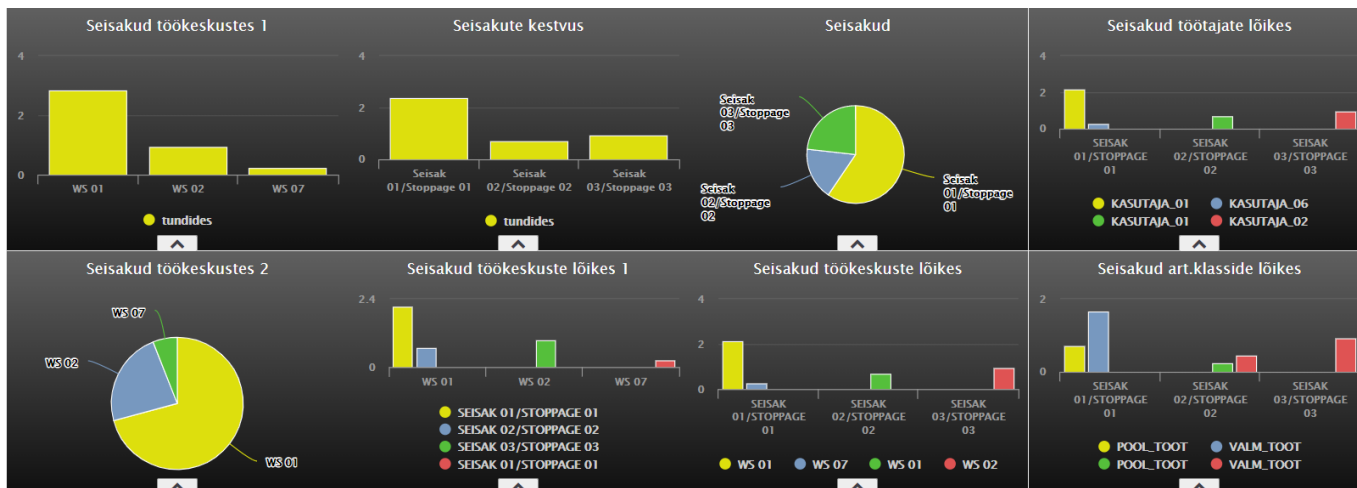 Seisakud töökeskustes 1
4
2
0
WS 01 WS 02 WS 07
tundides
Seisakute kestvus
4
2
0
Seisak Seisak Seisak
01/Stoppage 01 02/Stoppage 02 03/Stoppage 03
tundides
Seisakud
Seisak
03/Stoppage
03
Seisak
02/Stoppage
02
Seisak
01/Stoppage
01
Seisakud töötajate lõikes
4
2
0
SEISAK SEISAK SEISAK
01/STOPPAGE 02/STOPPAGE 03/STOPPAGE
01 02 03
KASUTAJA_01 KASUTAJA_06
KASUTAJA_01 KASUTAJA_02
Seisakud töökeskustes 2
WS 07
WS 02
WS 01
Seisakud töökeskuste lõikes 1
2.4
0
WS 01 WS 02 WS 07
SEISAK 01/STOPPAGE 01
SEISAK 02/STOPPAGE 02
SEISAK 03/STOPPAGE 03
SEISAK 01/STOPPAGE 01
Seisakud töökeskuste lõikes
4
2
0
SEISAK SEISAK SEISAK
01/STOPPAGE 02/STOPPAGE 03/STOPPAGE
01 02 03
WS 01 WS 07 WS 01 WS 02
Seisakud art.klasside lõikes
2
0
SEISAK SEISAK SEISAK
01/STOPPAGE 02/STOPPAGE 03/STOPPAGE
01 02 03
POOL_TOOT VALM_TOOT
POOL_TOOT VALM_TOOT